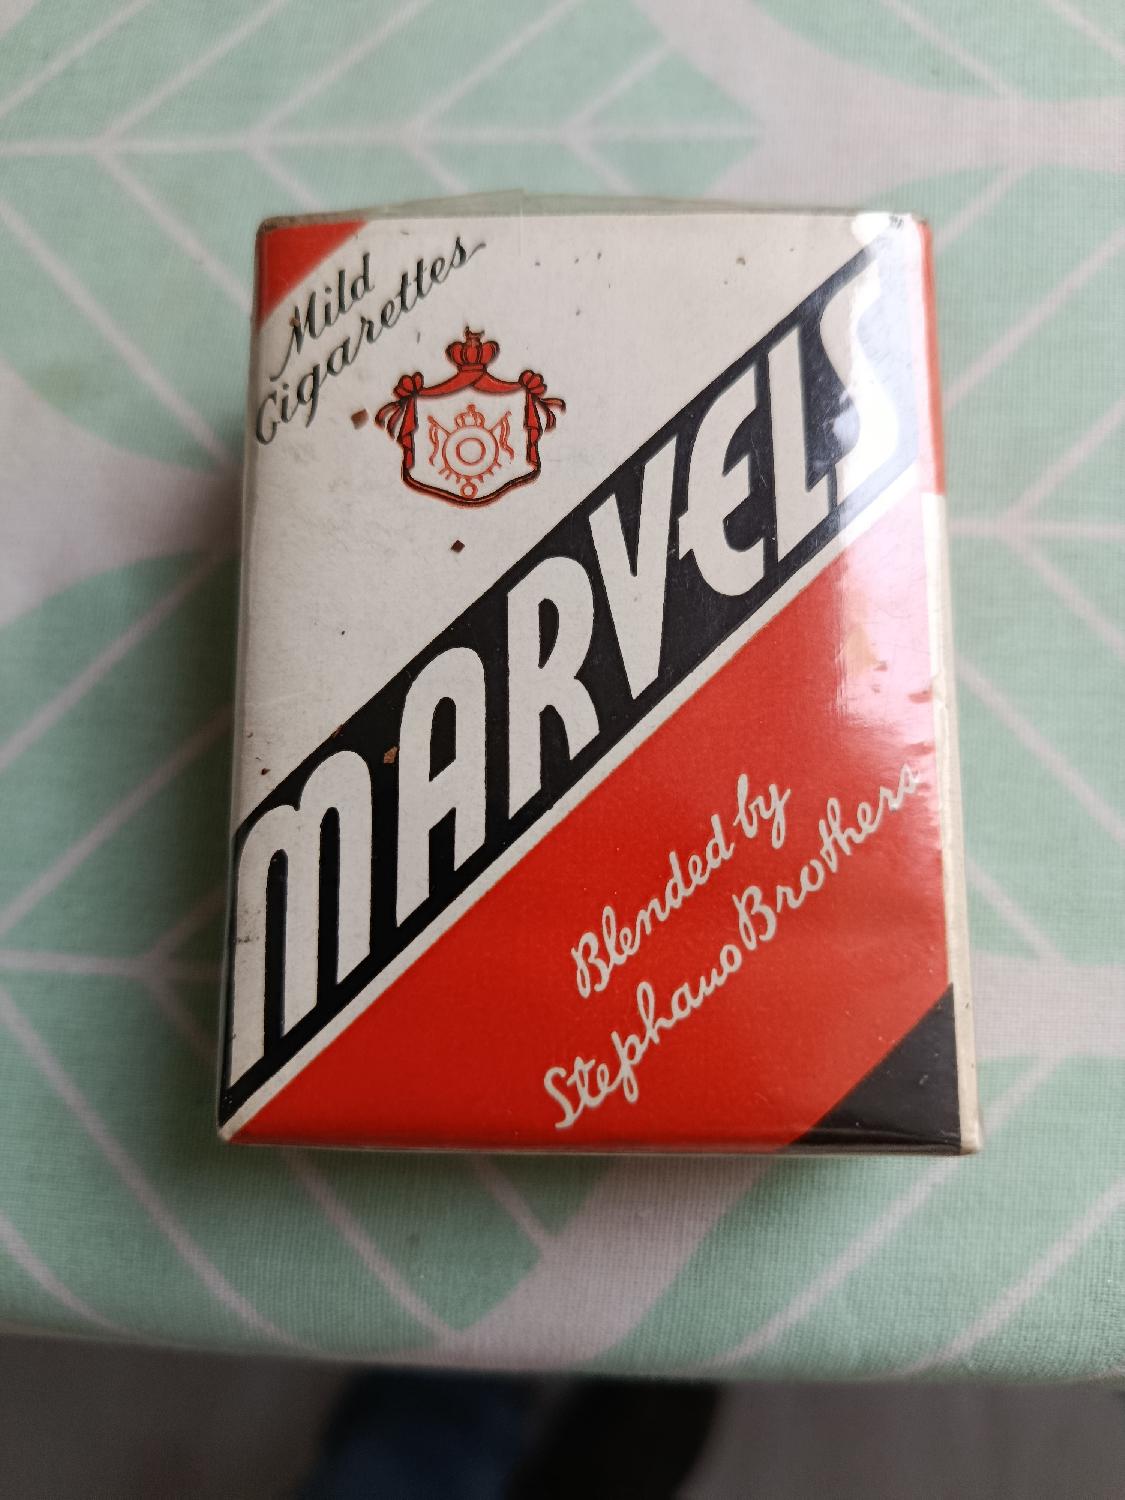 Mild
Cigarettes
MARVELS
Blended by
Stephano Brothers